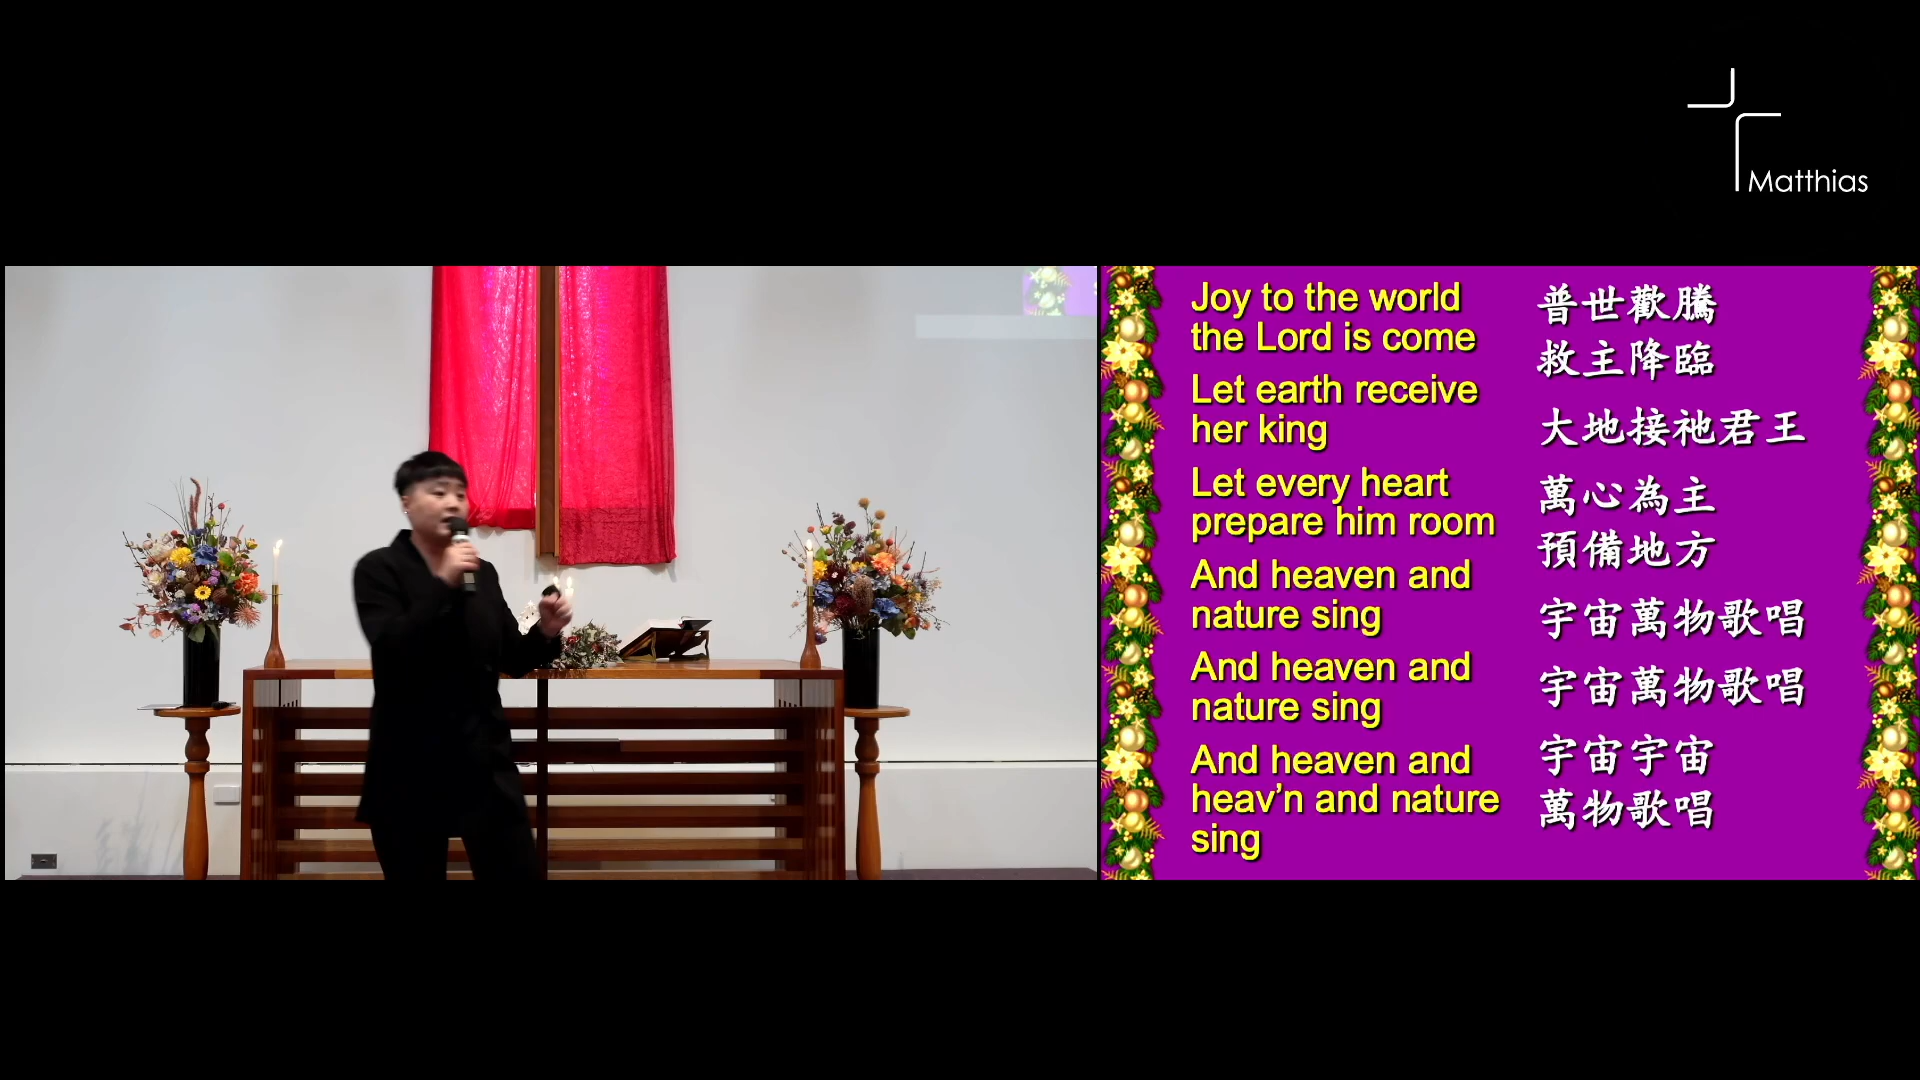 Matthias
Joy to the world
the Lord is come
Let earth receive
her king
Let every heart
prepare him room
And heaven and
nature sing
And heaven and
nature sing
And heaven and
heav’n and nature
sing
普世歡騰
救主降臨
大地接祂君王
萬心為主
預備地方
宇宙萬物歌唱
宇宙萬物歌唱
宇宙宇宙
萬物歌唱